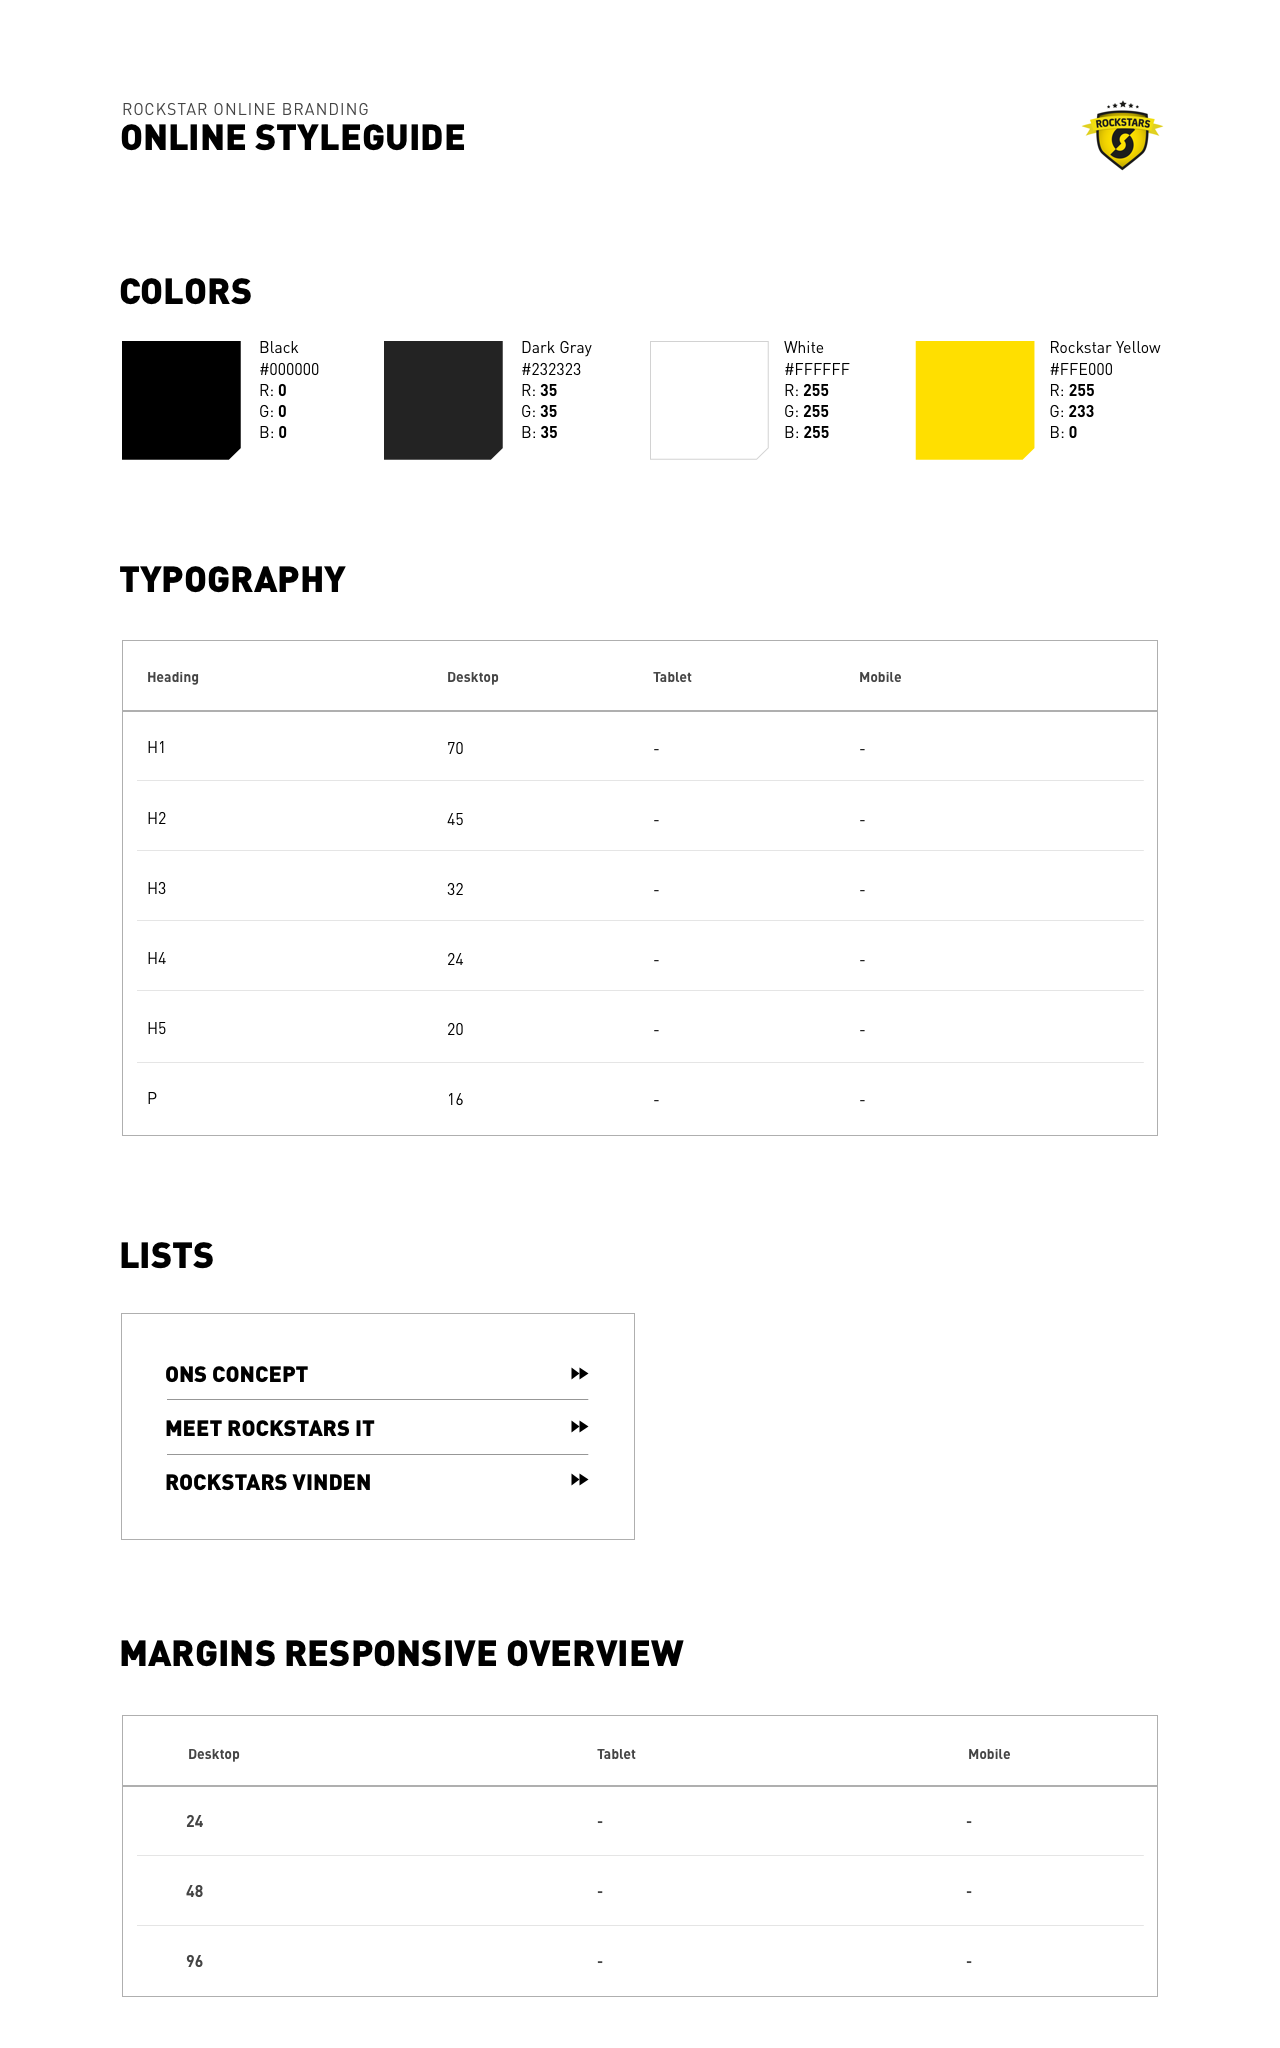 ROCKSTAR ONLINE BRANDING
ONLINE STYLEGUIDE
ROCKSTARS
COLORS
Black
#000000
R: 0
G: 0
B: 0
Dark Gray
#232323
R: 35
G: 35
B: 35
White
#FFFFFF
R: 255
G: 255
B: 255
Rockstar Yellow
#FFE000
R: 255
G: 233
B: 0
TYPOGRAPHY
Heading Desktop Tablet Mobile
H1 70 - -
H2 45 - -
H3 32 - -
H4 24 - -
H5 20 - -
P 16 - -
LISTS
ONS CONCEPT
MEET ROCKSTARS IT
ROCKSTARS VINDEN
MARGINS RESPONSIVE OVERVIEW
Desktop Tablet Mobile
24 - -
48 - -
96 - -